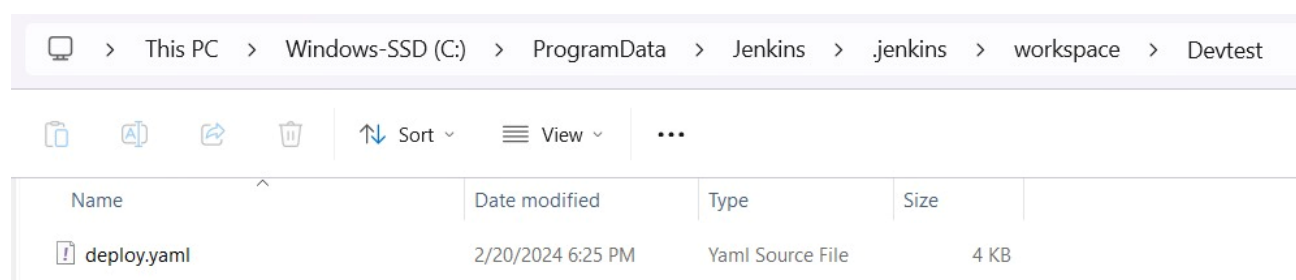 This PC > Windows-SSD (C:) > ProgramData > Jenkins > .jenkins > workspace > Devtest
Sort View
Name Date modified Type Size
deploy.yaml 2/20/2024 6:25 PM Yaml Source File 4 KB